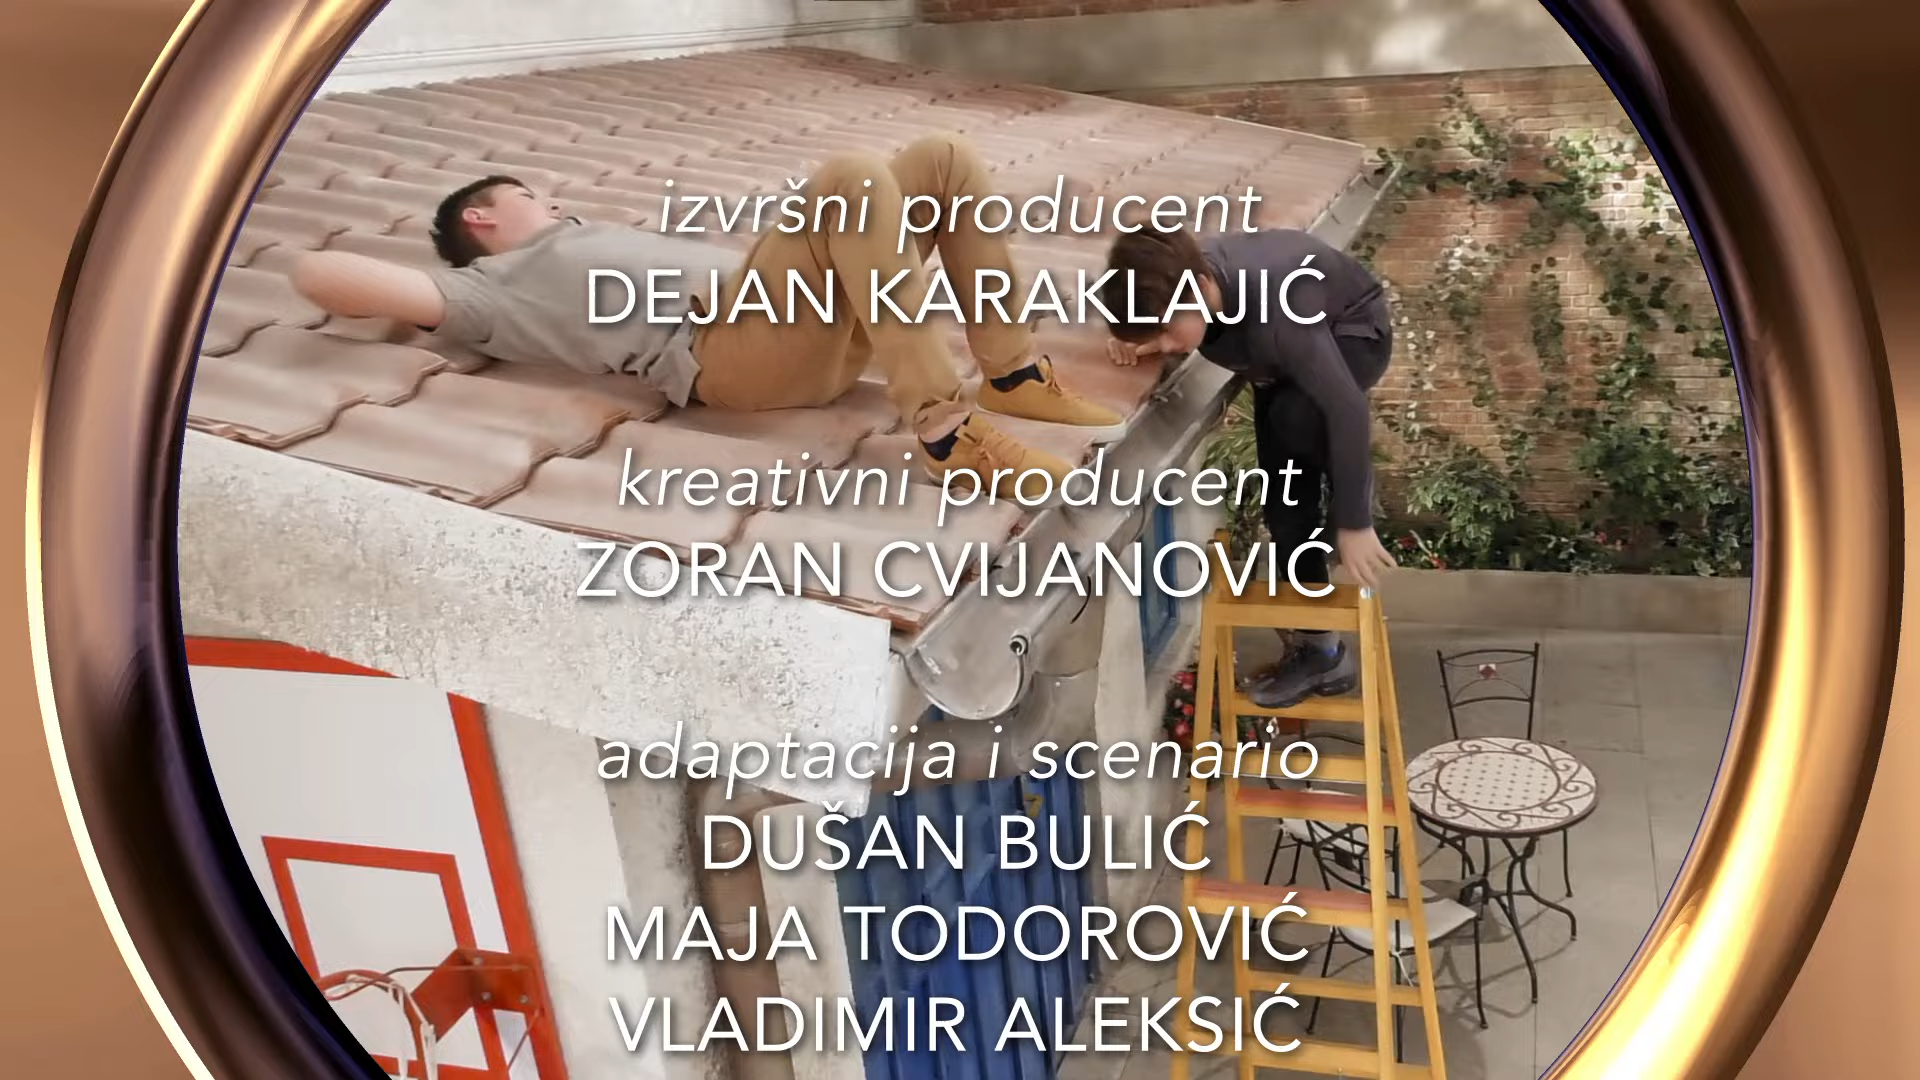 izvršni producent
DEJAN KARAKLAJIĆ
kreativni producent
ZORAN CVIJANOVIĆ
adaptacija i scenario
DUŠAN BULIĆ
MAJA TODOROVIĆ
VLADIMIR ALEKSIĆ